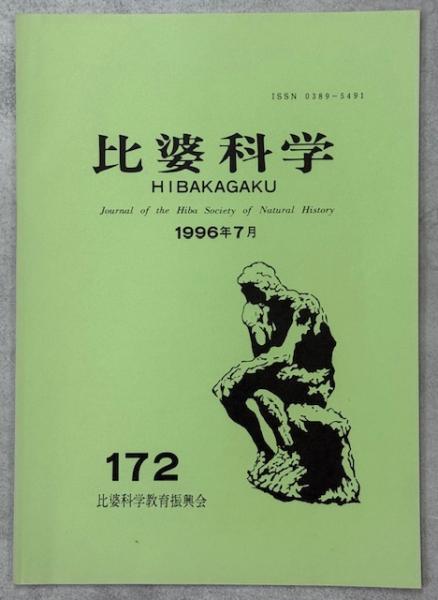 ISSN 0389-5491
比婆科学
HIBAKAGAKU
Journal of the Hiba Society of Natural History
1996年7月
172
比婆科学教育振興会